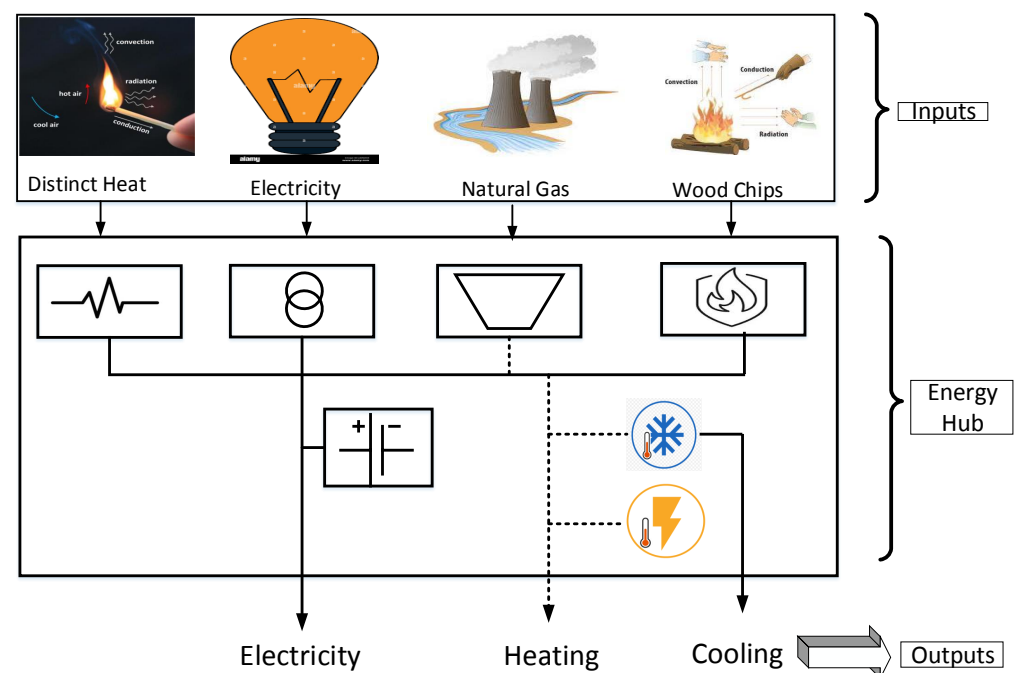 convection
radiation
hot air
cool air
conduction
alamy
Convection
Conduction
Radiation
Distinct Heat
Electricity
Natural Gas
Wood Chips
Inputs
+ −
Energy
Hub
Electricity
Heating
Cooling
Outputs